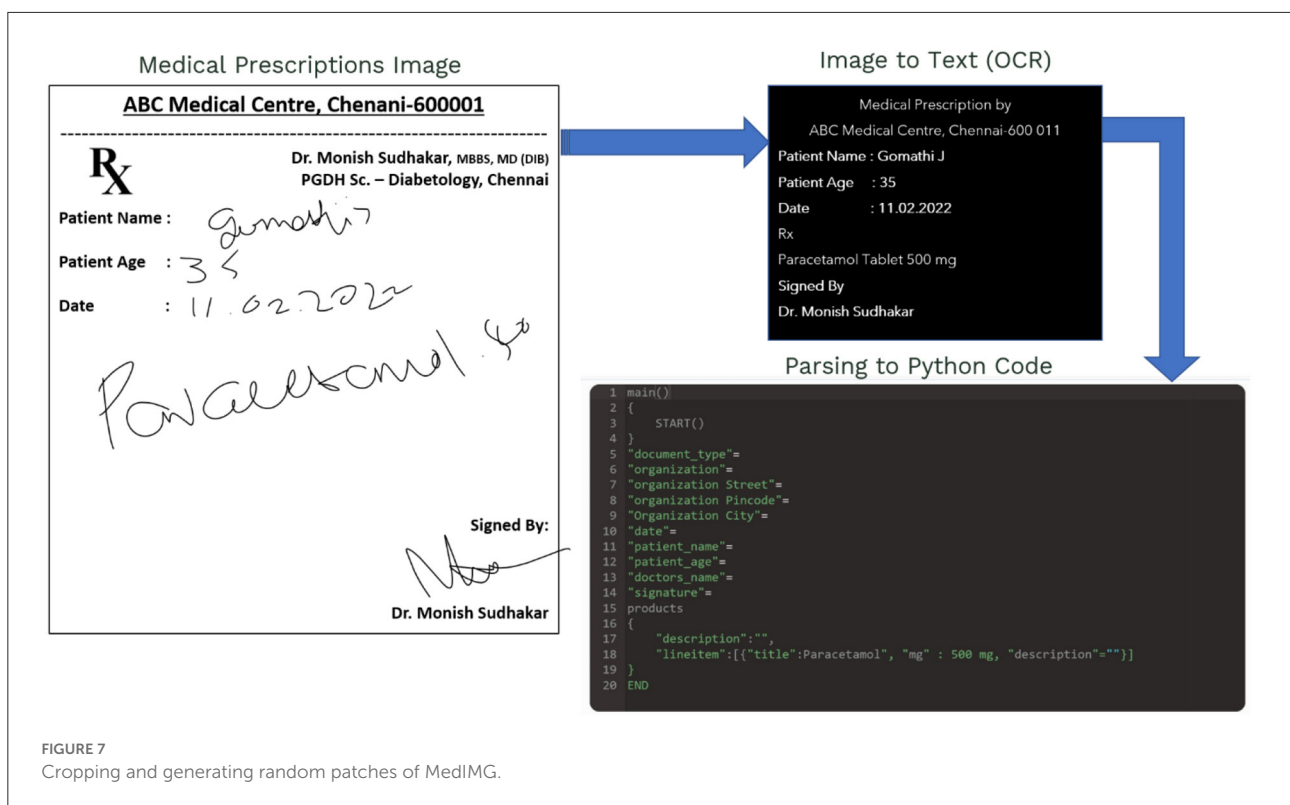 Medical Prescriptions Image
ABC Medical Centre, Chenani-600001
Rx
Dr. Monish Sudhakar, MBBS, MD (DIB)
PGDH Sc. – Diabetology, Chennai
Patient Name :
Patient Age : 35
Date : 11.02.2022
Signed By:
Dr. Monish Sudhakar
Image to Text (OCR)
Medical Prescription by
ABC Medical Centre, Chennai-600 011
Patient Name : Gomathi J
Patient Age : 35
Date : 11.02.2022
Rx
Paracetamol Tablet 500 mg
Signed By
Dr. Monish Sudhakar
Parsing to Python Code
1 main()
2 {
3 START()
4 }
5 "document_type"=
6 "organization"=
7 "organization Street"=
8 "organization Pincode"=
9 "Organization City"=
10 "date"=
11 "patient_name"=
12 "patient_age"=
13 "doctors_name"=
14 "signature"=
15 products
16 {
17 "description":"",
18 "lineitem":[{"title":Paracetamol", "mg" : 500 mg, "description"=""}]
19 }
20 END
FIGURE 7
Cropping and generating random patches of MedIMG.